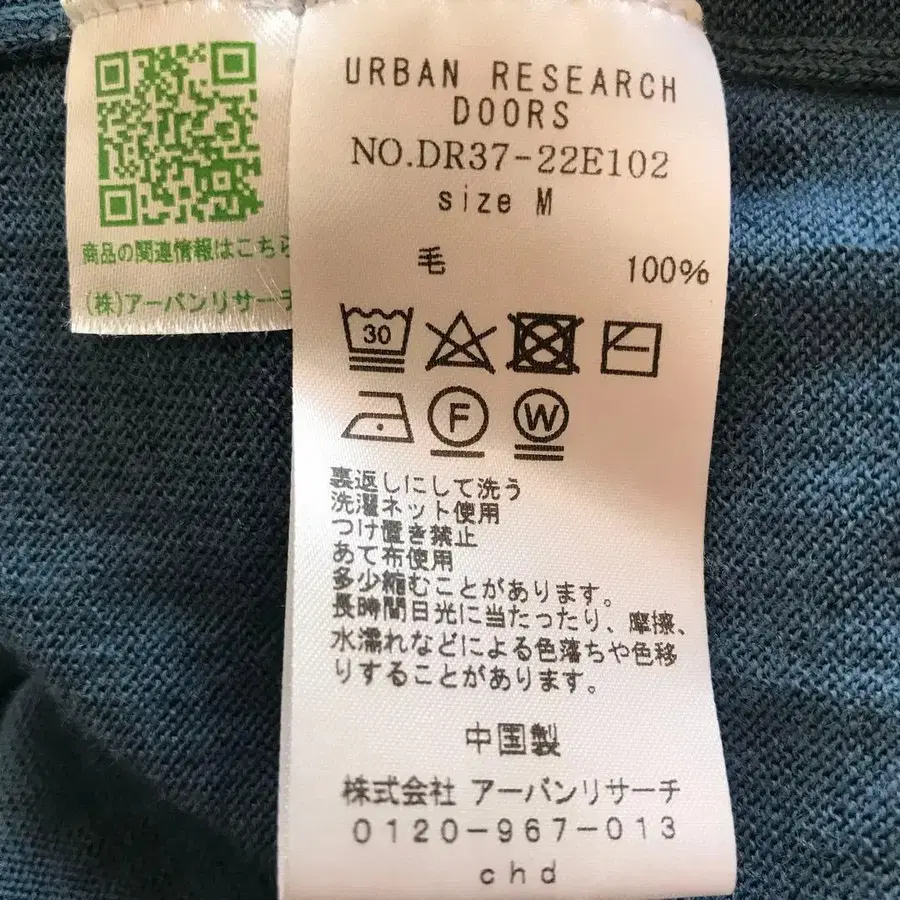 商品の関連情報はこちら
(株)アーバンリサーチ
URBAN RESEARCH
DOORS
NO.DR37-22E102
size M
毛 100%
30
F W
裏返しにして洗う
洗濯ネット使用
つけ置き禁止
あて布使用
多少縮むことがあります。
長時間日光に当たったり、摩擦、
水濡れなどによる色落ちや色移
りすることがあります。
中国製
株式会社 アーバンリサーチ
0120-967-013
chd